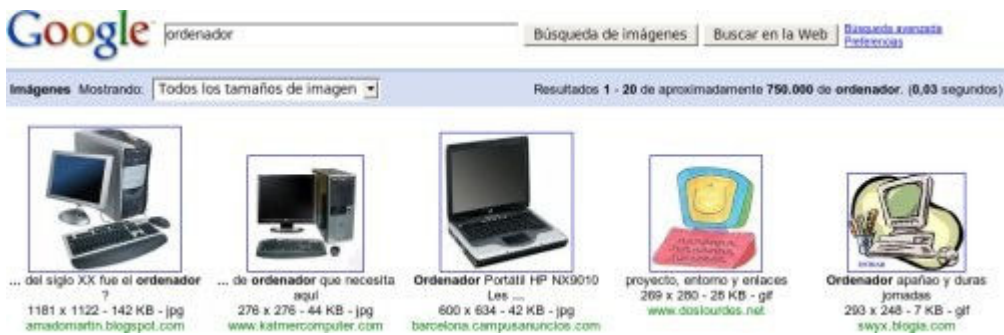 Google ordenador Búsqueda de imágenes Buscar en la Web Búsqueda avanzada
Preferencias
Imágenes Mostrando: Todos los tamaños de imagen Resultados 1 - 20 de aproximadamente 750.000 de ordenador. (0,03 segundos)
... del siglo XX fue el ordenador
?
1181 x 1122 - 142 KB - jpg
amadomartin.blogspot.com
... de ordenador que necesita
aquí
276 x 276 - 44 KB - jpg
www.katmercomputer.com
Ordenador Portátil HP NX9010
Les ...
600 x 634 - 42 KB - jpg
barcelona.campusanuncios.com
proyecto, entorno y enlaces
269 x 280 - 28 KB - gif
www.doslourdes.net
Ordenador apañao y duras
jornadas
293 x 248 - 7 KB - gif
swyx.blogia.com